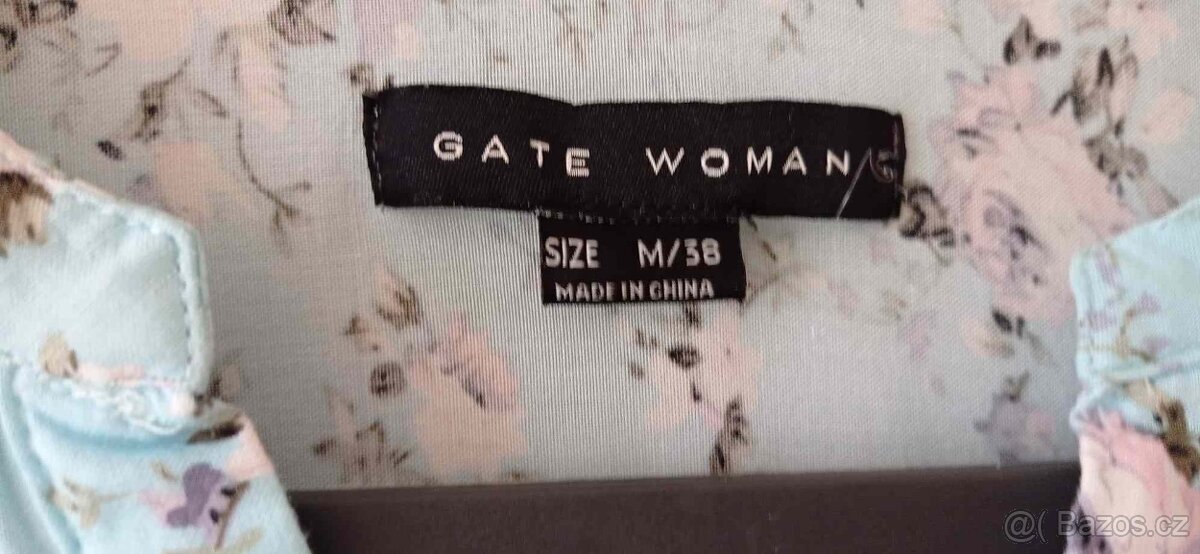 GATE WOMAN
SIZE M/38
MADE IN CHINA
@( Bazos.cz